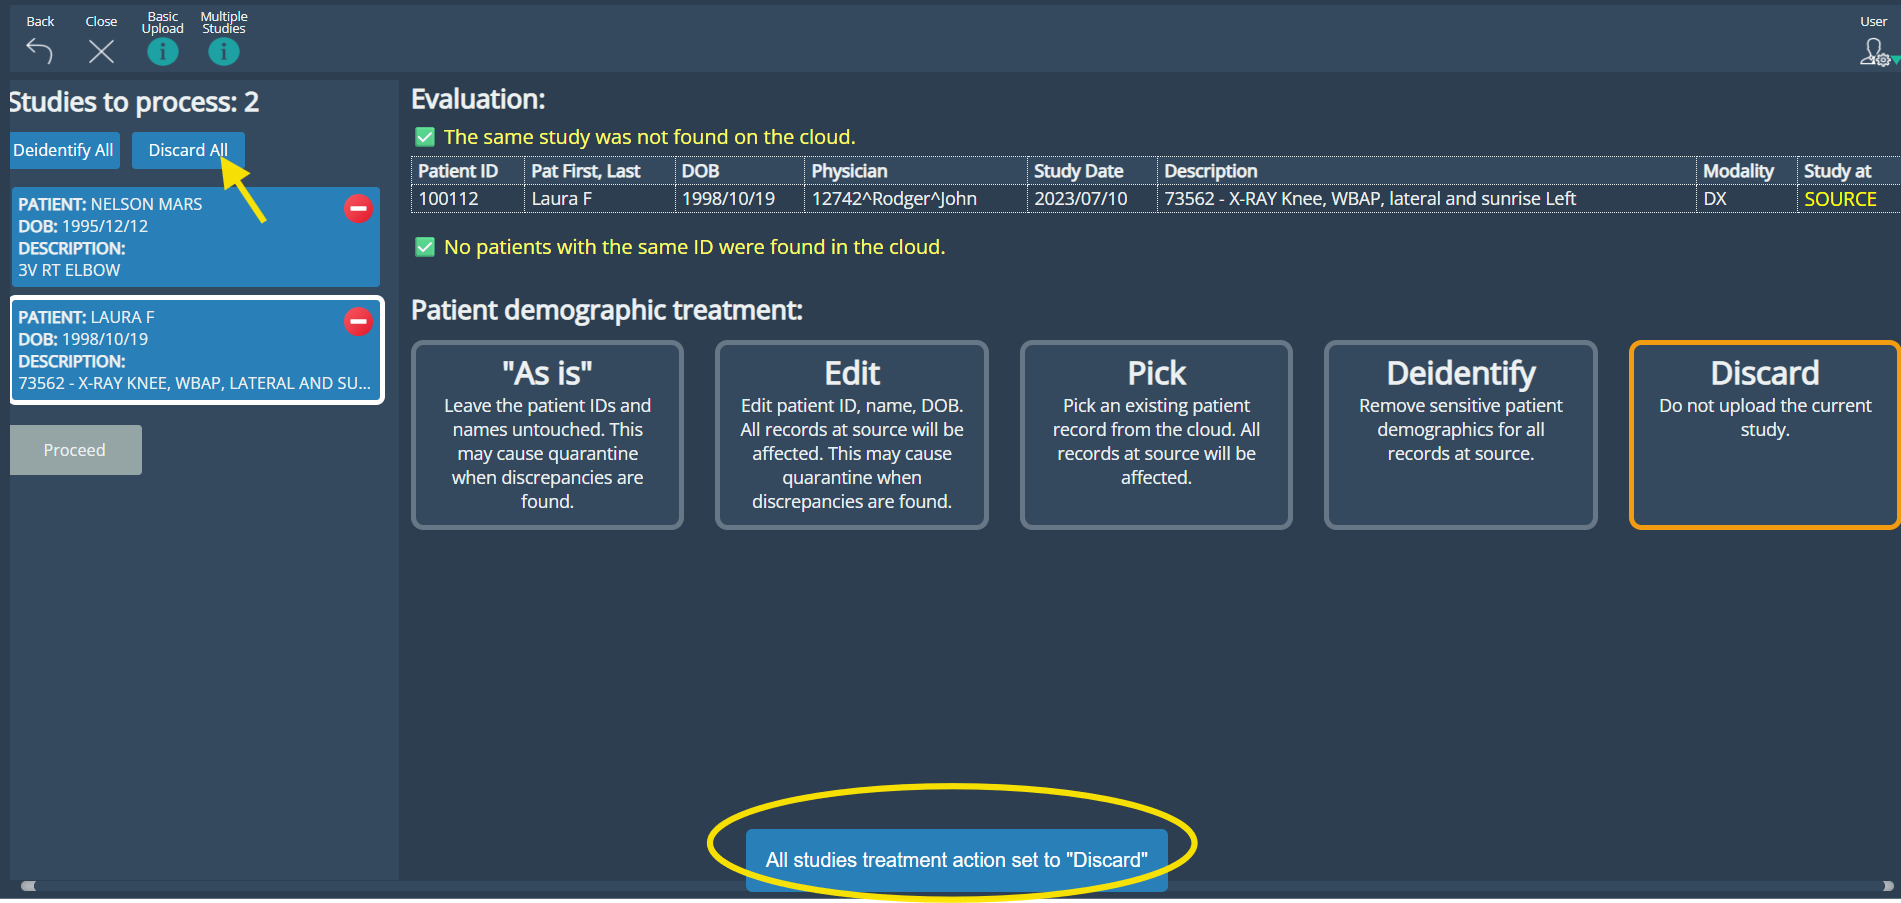 Back
Close
Basic
Upload
Multiple
Studies
User
Studies to process: 2
Deidentify All
Discard All
PATIENT: NELSON MARS
DOB: 1995/12/12
DESCRIPTION:
3V RT ELBOW
PATIENT: LAURA F
DOB: 1998/10/19
DESCRIPTION:
73562 - X-RAY KNEE, WBAP, LATERAL AND SU...
Proceed
Evaluation:
The same study was not found on the cloud.
Patient ID Pat First, Last DOB Physician Study Date Description Modality Study at
100112 Laura F 1998/10/19 12742^Rodger^John 2023/07/10 73562 - X-RAY Knee, WBAP, lateral and sunrise Left DX SOURCE
No patients with the same ID were found in the cloud.
Patient demographic treatment:
"As is"
Leave the patient IDs and
names untouched. This
may cause quarantine
when discrepancies are
found.
Edit
Edit patient ID, name, DOB.
All records at source will be
affected. This may cause
quarantine when
discrepancies are found.
Pick
Pick an existing patient
record from the cloud. All
records at source will be
affected.
Deidentify
Remove sensitive patient
demographics for all
records at source.
Discard
Do not upload the current
study.
All studies treatment action set to "Discard"